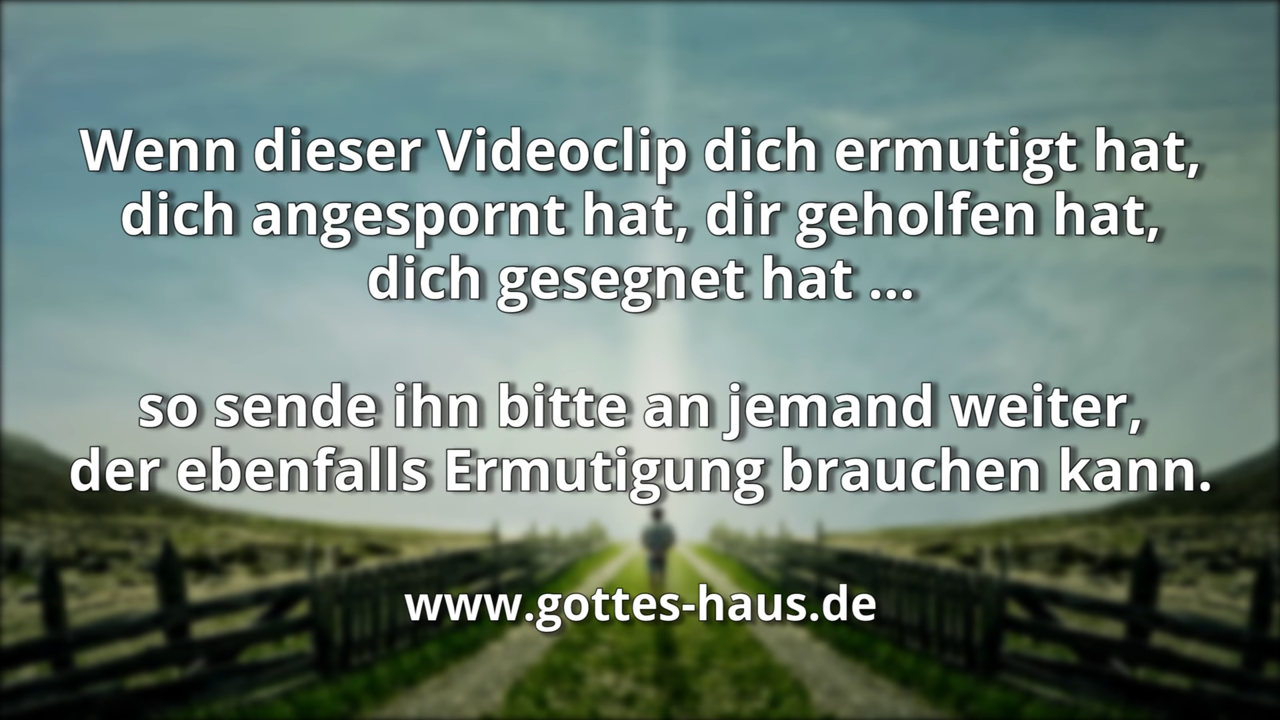 Wenn dieser Videoclip dich ermutigt hat,
dich angespornt hat, dir geholfen hat,
dich gesegnet hat ...
so sende ihn bitte an jemand weiter,
der ebenfalls Ermutigung brauchen kann.
www.gottes-haus.de